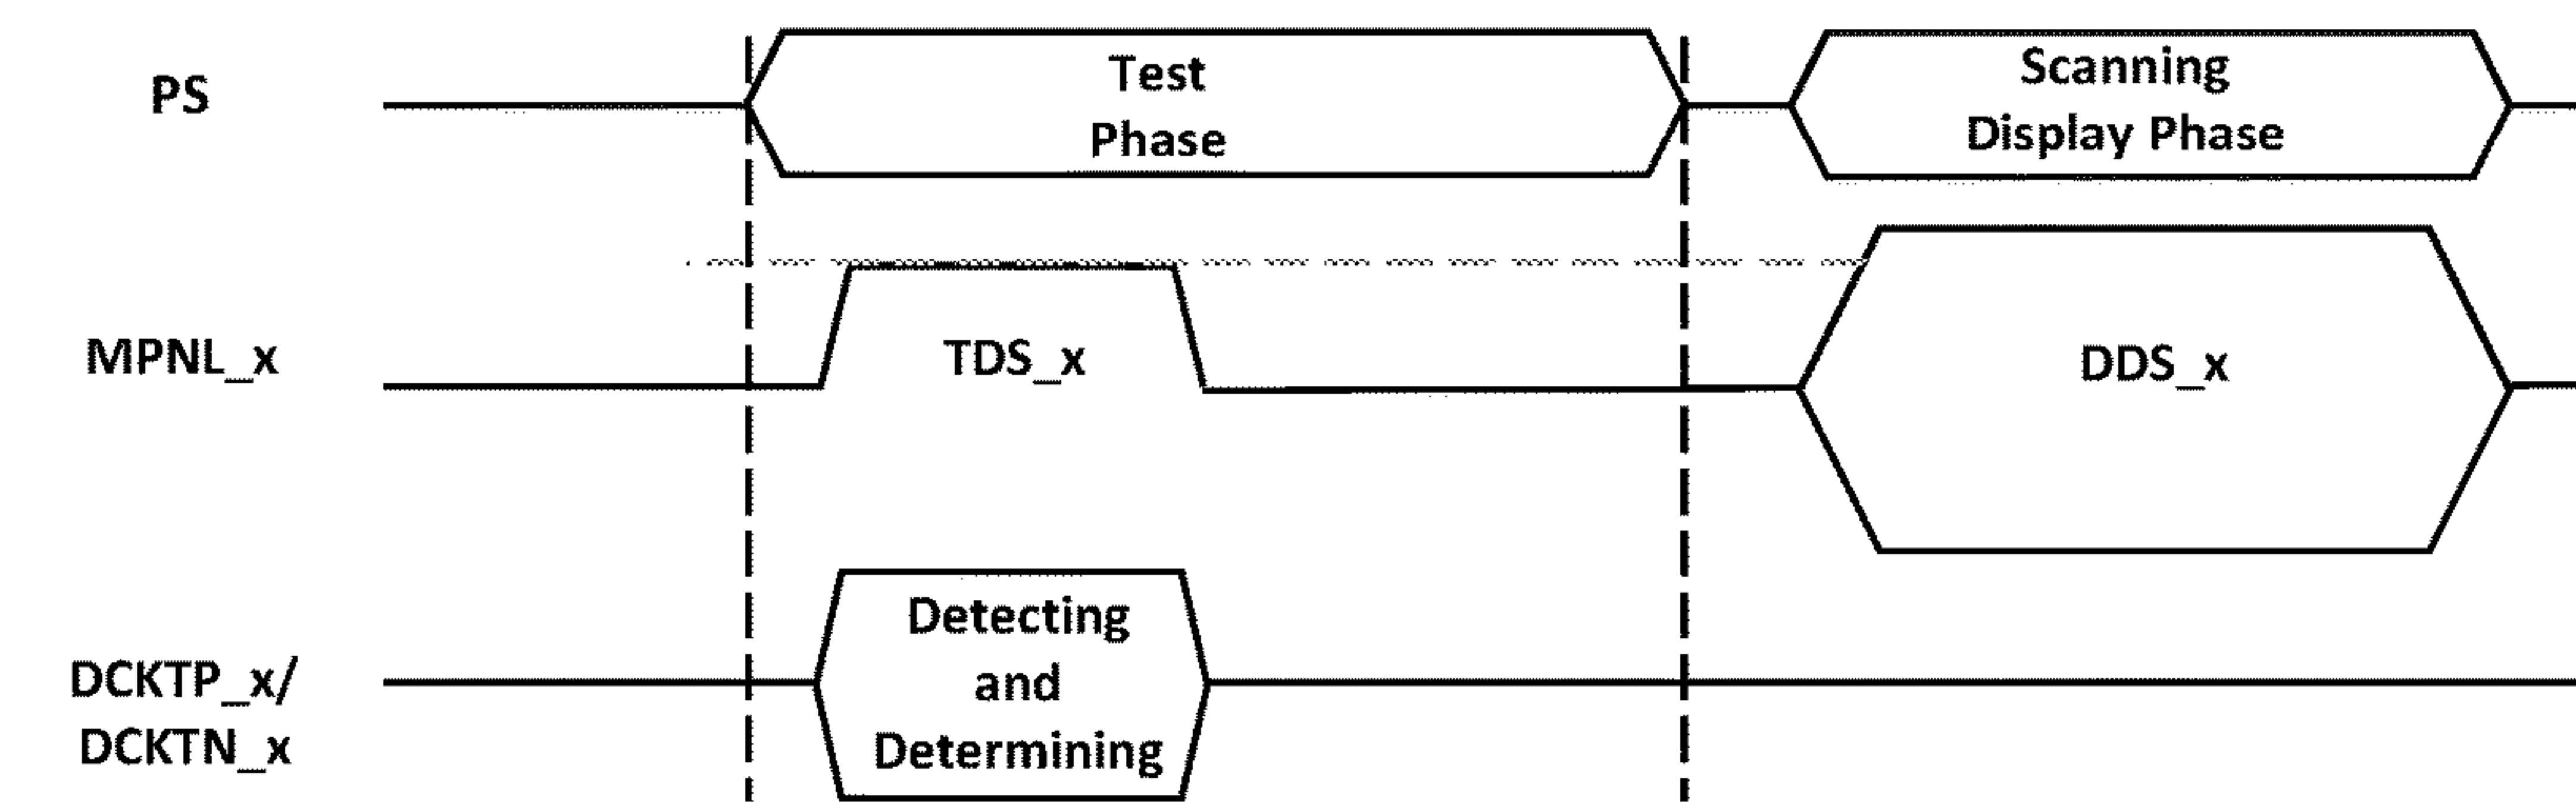 PS
Test
Phase
Scanning
Display Phase
MPNL_x
TDS_x
DDS_x
DCKTP_x/
DCKTN_x
Detecting
and
Determining